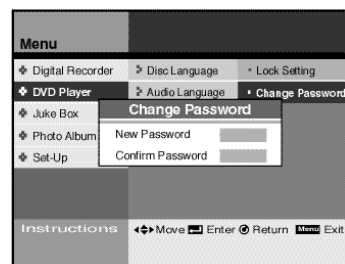 Menu
Digital Recorder
Disc Language
Lock Setting
DVD Player
Audio Language
Change Password
Juke Box
Change Password
Photo Album
New Password
Set-Up
Confirm Password
Instructions
Move Enter Return Menu Exit